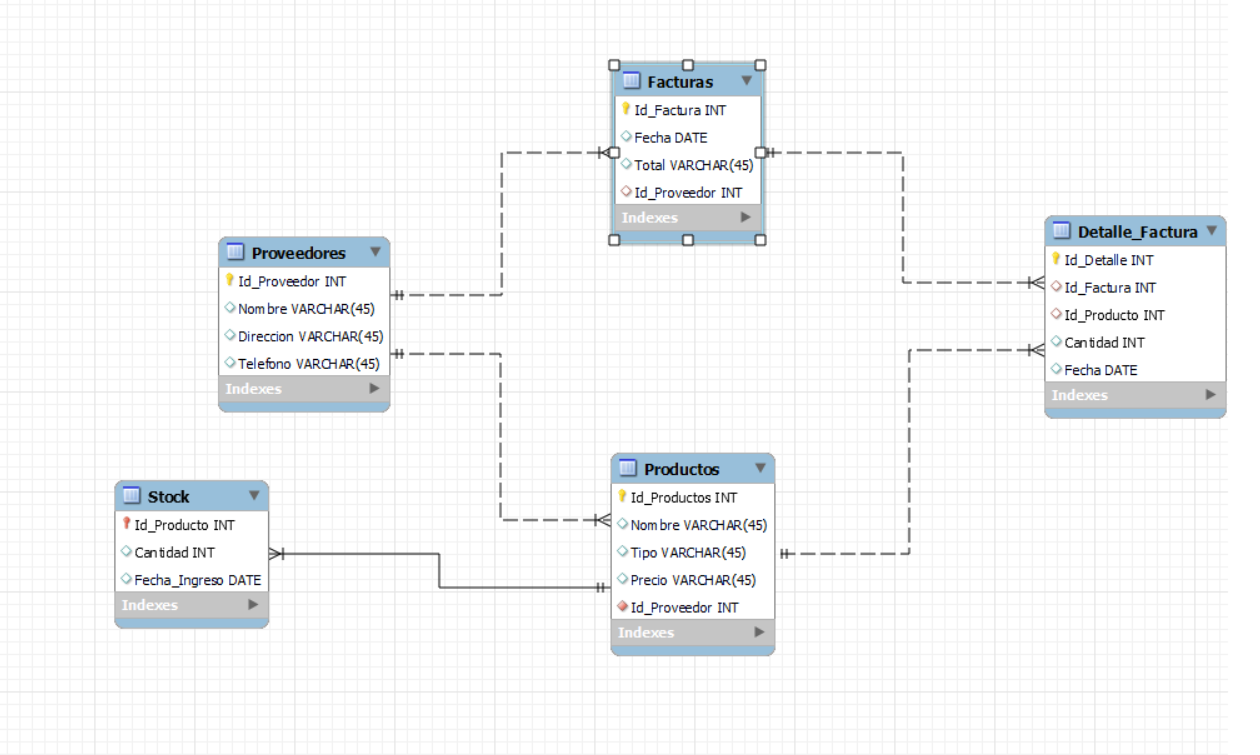 Facturas
Id_Factura INT
Fecha DATE
Total VARCHAR(45)
Id_Proveedor INT
Indexes
Proveedores
Id_Proveedor INT
Nombre VARCHAR(45)
Direccion VARCHAR(45)
Telefono VARCHAR(45)
Indexes
Detalle_Factura
Id_Detalle INT
Id_Factura INT
Id_Producto INT
Cantidad INT
Fecha DATE
Indexes
Stock
Id_Producto INT
Cantidad INT
Fecha_Ingreso DATE
Indexes
Productos
Id_Productos INT
Nombre VARCHAR(45)
Tipo VARCHAR(45)
Precio VARCHAR(45)
Id_Proveedor INT
Indexes